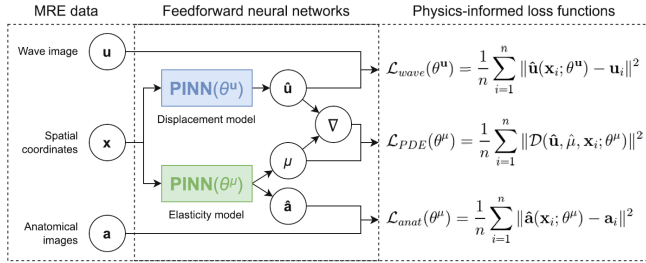 MRE data
Feedforward neural networks
Physics-informed loss functions
Wave image
u
PINN(θ^u)
Displacement model
û
∇
Spatial
coordinates
x
PINN(θ^μ)
Elasticity model
μ
â
Anatomical
images
a
ℒ_wave(θ^u) = 1/n ∑_{i=1}^{n} ‖û(x_i; θ^u) − u_i‖²
ℒ_PDE(θ^μ) = 1/n ∑_{i=1}^{n} ‖𝒟(û, μ̂, x_i; θ^μ)‖²
ℒ_anat(θ^μ) = 1/n ∑_{i=1}^{n} ‖â(x_i; θ^μ) − a_i‖²